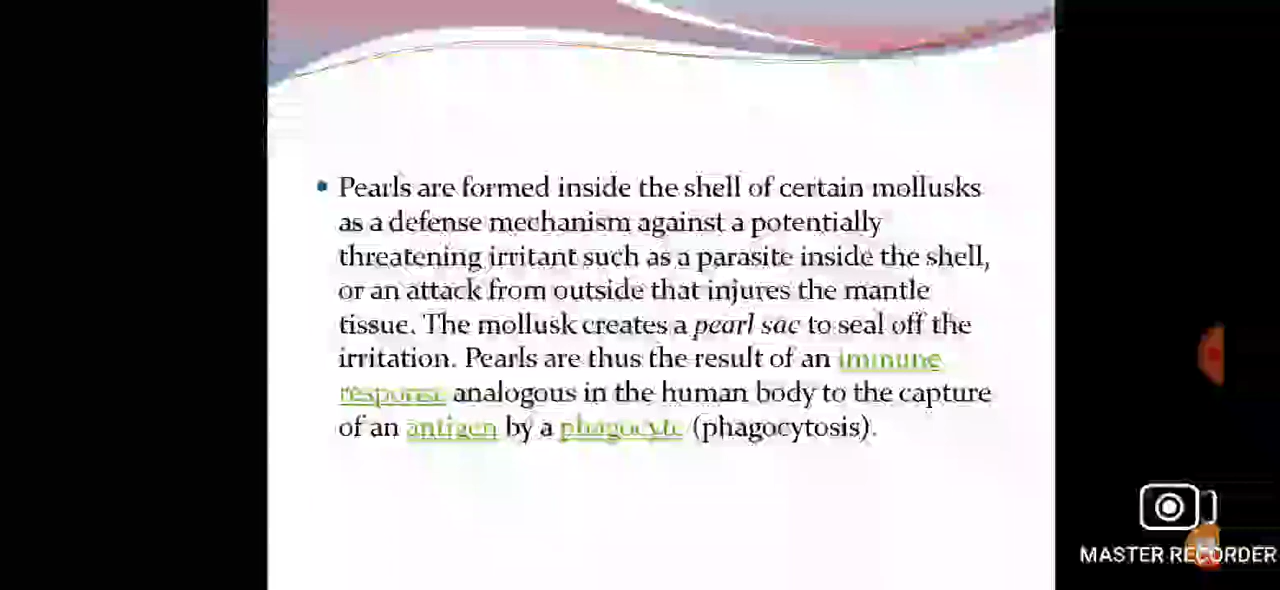 • Pearls are formed inside the shell of certain mollusks
as a defense mechanism against a potentially
threatening irritant such as a parasite inside the shell,
or an attack from outside that injures the mantle
tissue. The mollusk creates a pearl sac to seal off the
irritation. Pearls are thus the result of an immune
response analogous in the human body to the capture
of an antigen by a phagocyte (phagocytosis).
MASTER RECORDER